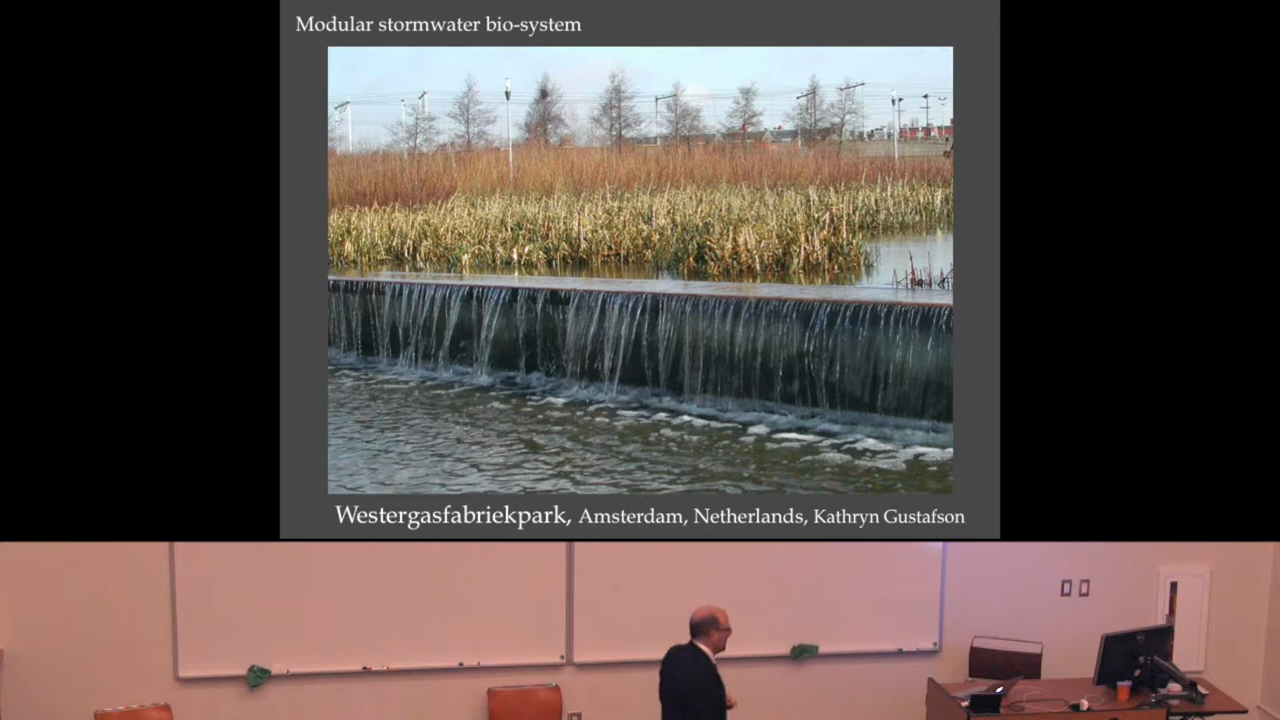 Modular stormwater bio-system
Westergasfabriekpark, Amsterdam, Netherlands, Kathryn Gustafson